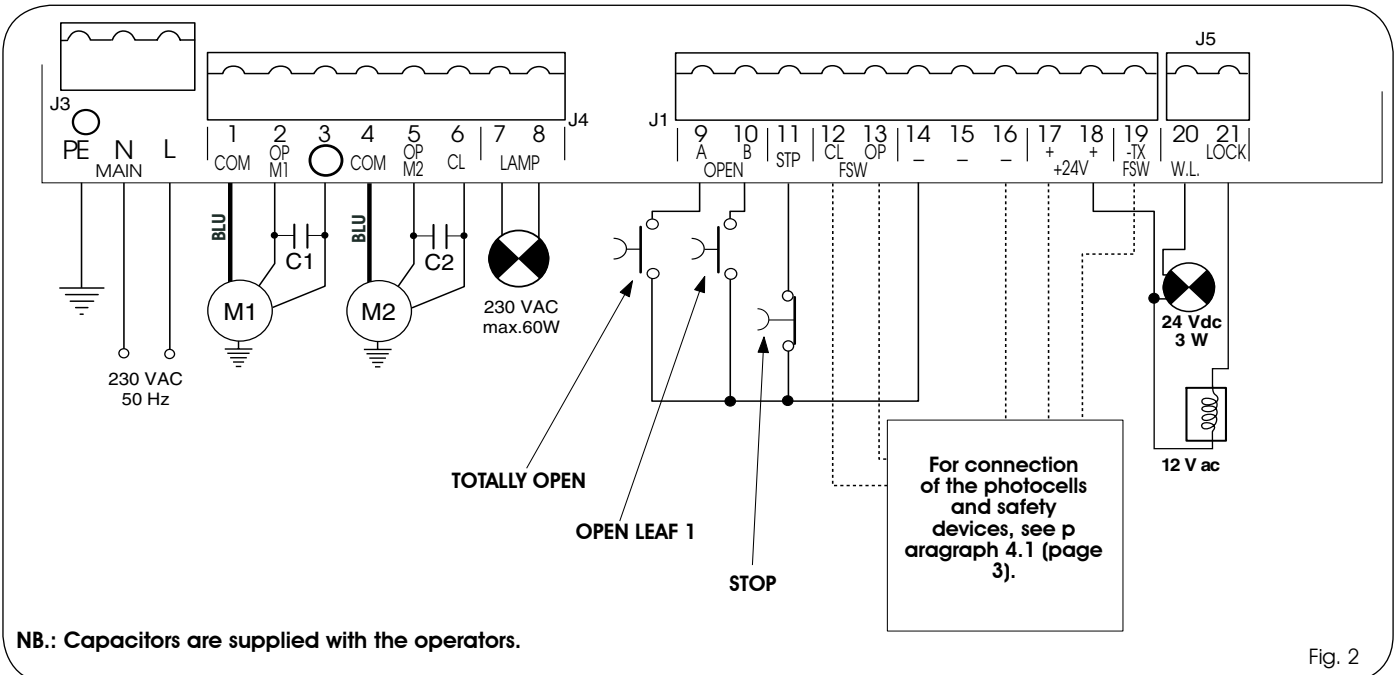 J3
J4
J1
J5
PE N L
MAIN
1 2 3 4 5 6 7 8
COM OP M1 COM OP M2 CL LAMP
9 10 11 12 13 14 15 16 17 18 19 20 21
A B STP CL OP – – – + + -TX LOCK
OPEN FSW +24V FSW W.L.
BLU
BLU
C1
C2
M1
M2
230 VAC
50 Hz
230 VAC
max.60W
24 Vdc
3 W
12 V ac
TOTALLY OPEN
OPEN LEAF 1
STOP
For connection
of the photocells
and safety
devices, see p
aragraph 4.1 (page
3).
NB.: Capacitors are supplied with the operators.
Fig. 2